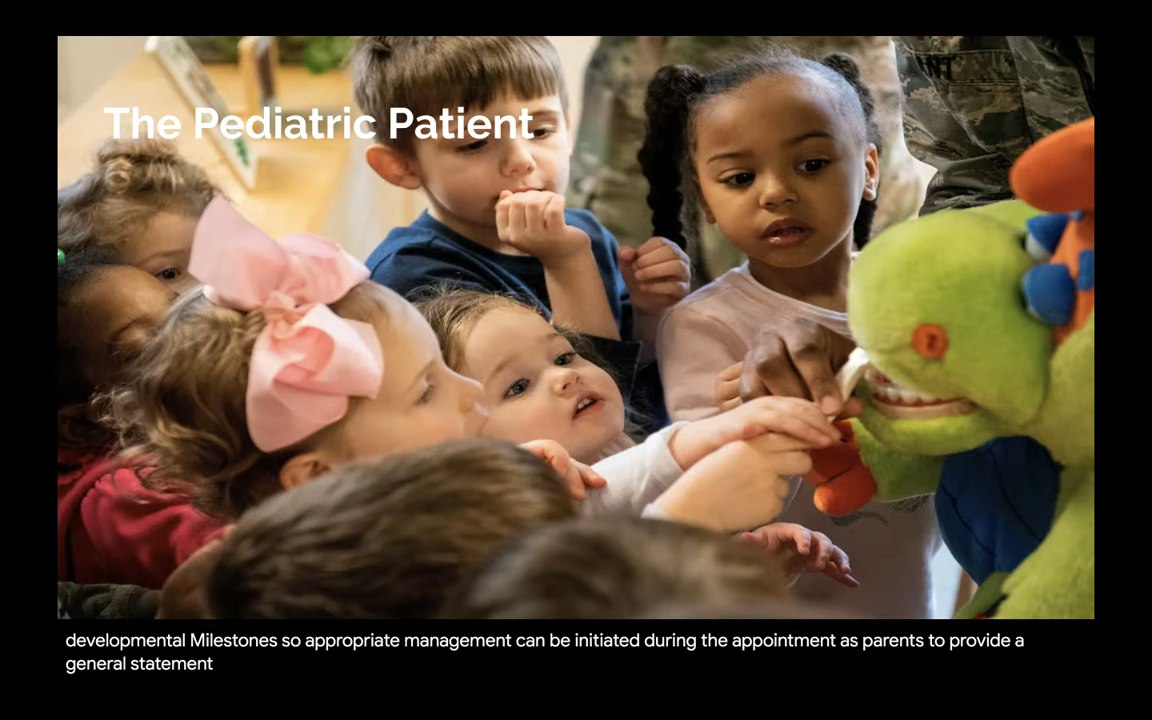 The Pediatric Patient
developmental Milestones so appropriate management can be initiated during the appointment as parents to provide a
general statement